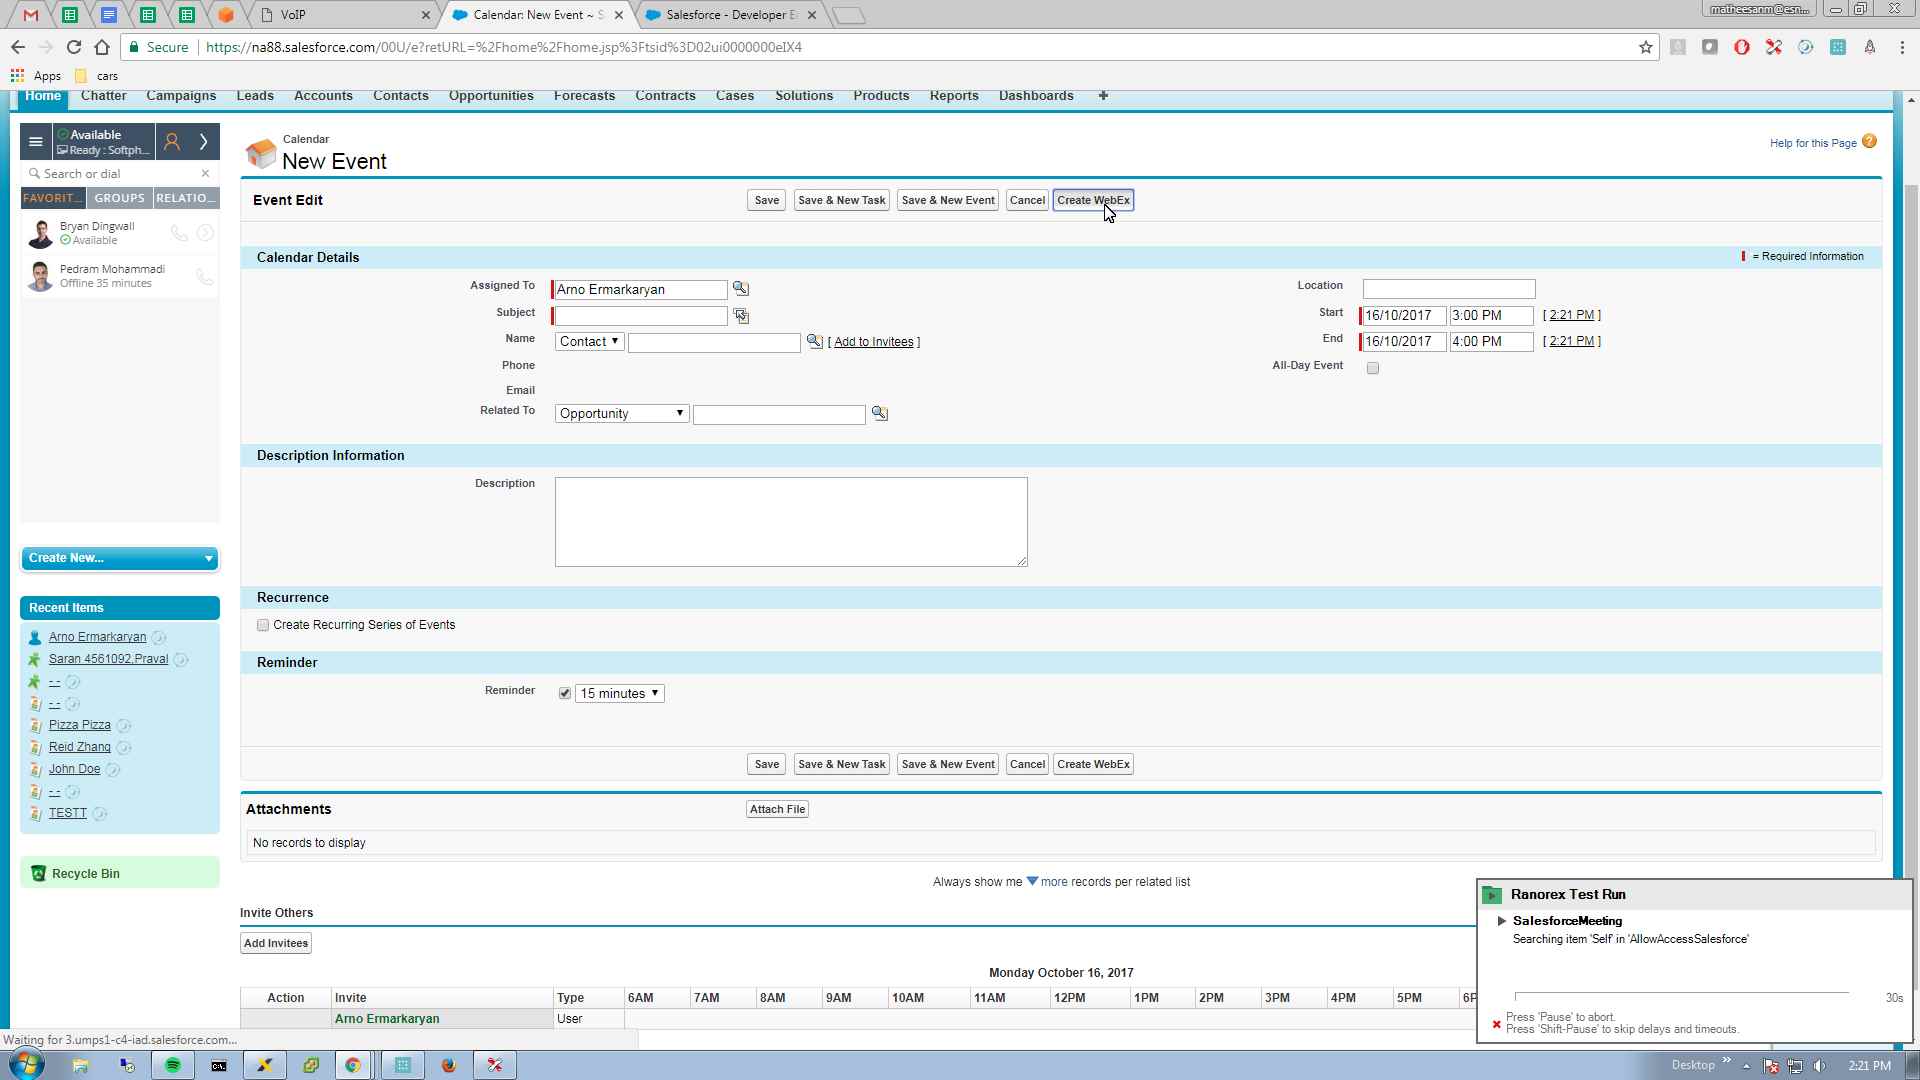 VoIP
Calendar: New Event ~ S
Salesforce - Developer E
matheesanm@esn...
Secure
https://na88.salesforce.com/00U/e?retURL=%2Fhome%2Fhome.jsp%3Ftsid%3D02ui0000000eIX4
Apps
cars
Home
Chatter
Campaigns
Leads
Accounts
Contacts
Opportunities
Forecasts
Contracts
Cases
Solutions
Products
Reports
Dashboards
+
Available
Ready : Softph...
Search or dial
FAVORIT...
GROUPS
RELATIO...
Bryan Dingwall
Available
Pedram Mohammadi
Offline 35 minutes
Create New...
Recent Items
Arno Ermarkaryan
Saran 4561092,Praval
- -
- -
Pizza Pizza
Reid Zhang
John Doe
- -
TESTT
Recycle Bin
Calendar
New Event
Help for this Page
Event Edit
Save
Save & New Task
Save & New Event
Cancel
Create WebEx
Calendar Details
= Required Information
Assigned To
Arno Ermarkaryan
Subject
Name
Contact
[ Add to Invitees ]
Phone
Email
Related To
Opportunity
Location
Start
16/10/2017
3:00 PM
[ 2:21 PM ]
End
16/10/2017
4:00 PM
[ 2:21 PM ]
All-Day Event
Description Information
Description
Recurrence
Create Recurring Series of Events
Reminder
Reminder
15 minutes
Save
Save & New Task
Save & New Event
Cancel
Create WebEx
Attachments
Attach File
No records to display
Always show me more records per related list
Invite Others
Add Invitees
Monday October 16, 2017
Action
Invite
Type
6AM
7AM
8AM
9AM
10AM
11AM
12PM
1PM
2PM
3PM
4PM
5PM
6P
Arno Ermarkaryan
User
Waiting for 3.umps1-c4-iad.salesforce.com...
Ranorex Test Run
SalesforceMeeting
Searching item 'Self' in 'AllowAccessSalesforce'
30s
Press 'Pause' to abort.
Press 'Shift-Pause' to skip delays and timeouts.
Desktop
2:21 PM